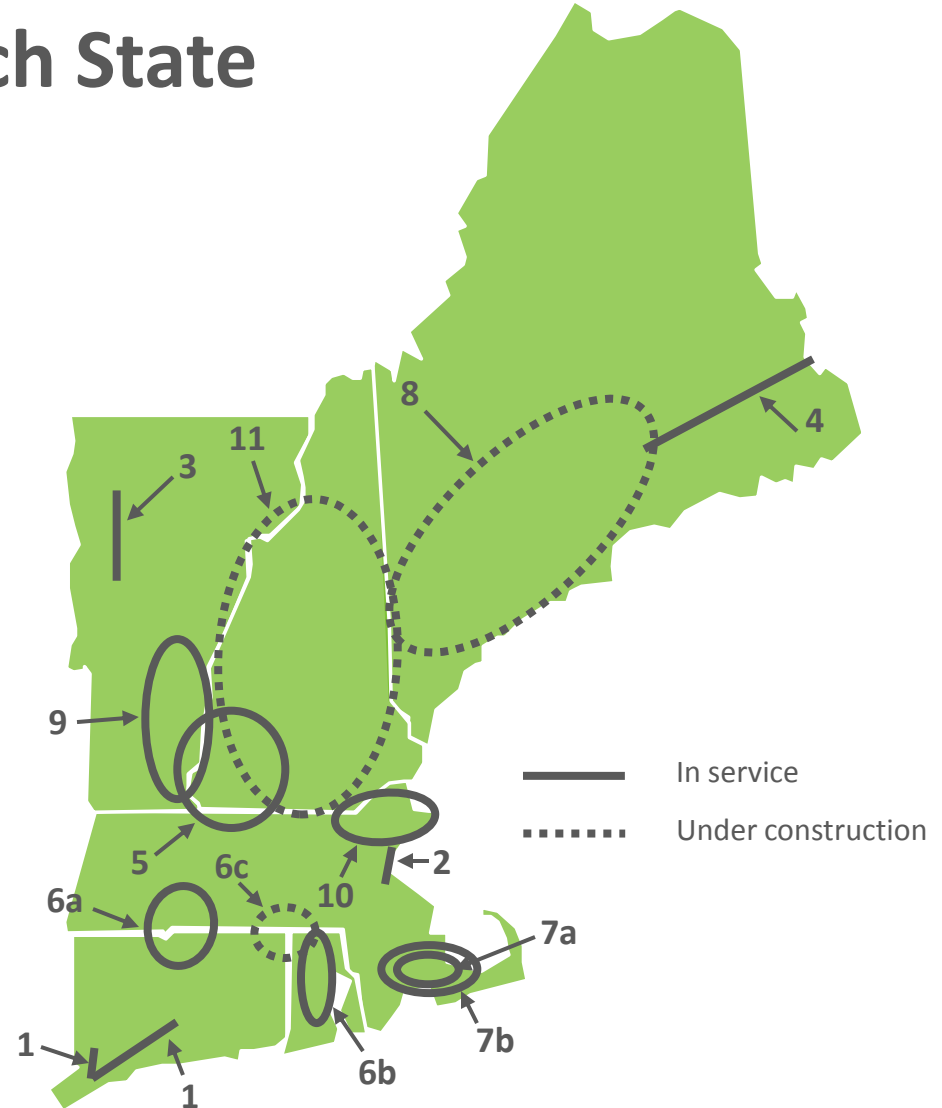 ch State
8
4
11
3
9
5
6c
10
2
6a
7a
7b
1
1
6b
In service
Under construction